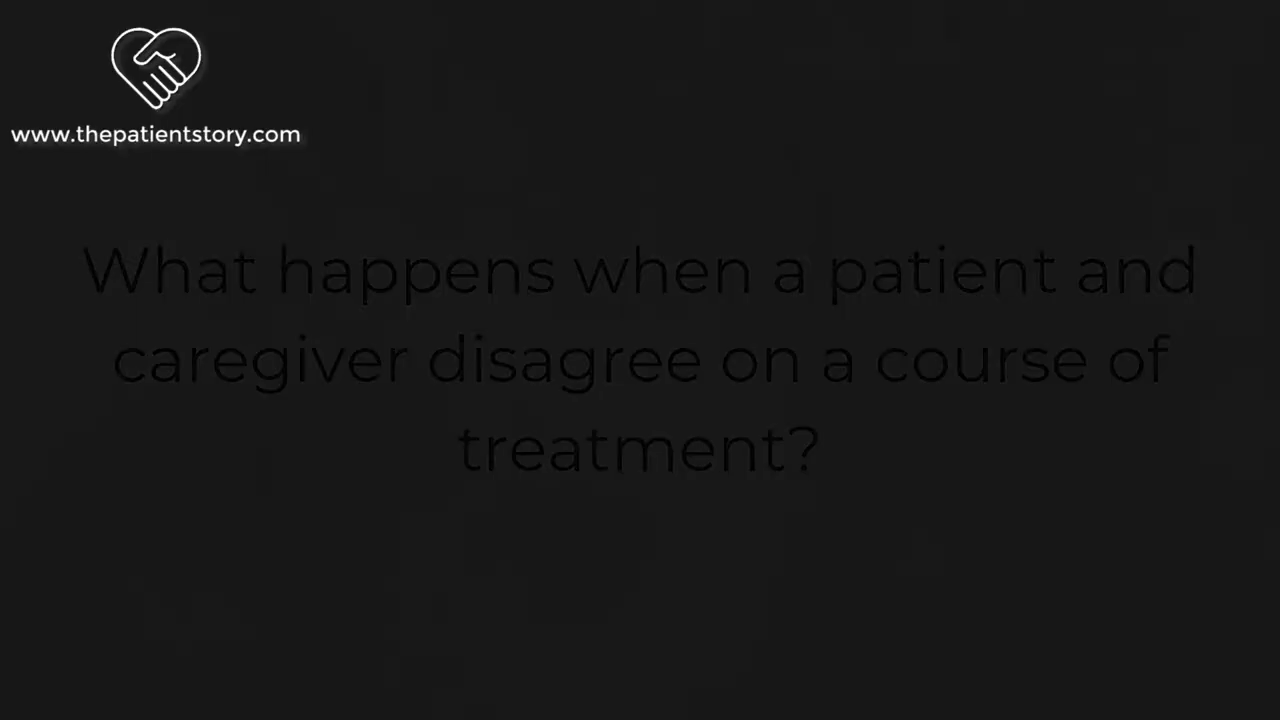 www.thepatientstory.com
What happens when a patient and
caregiver disagree on a course of
treatment?